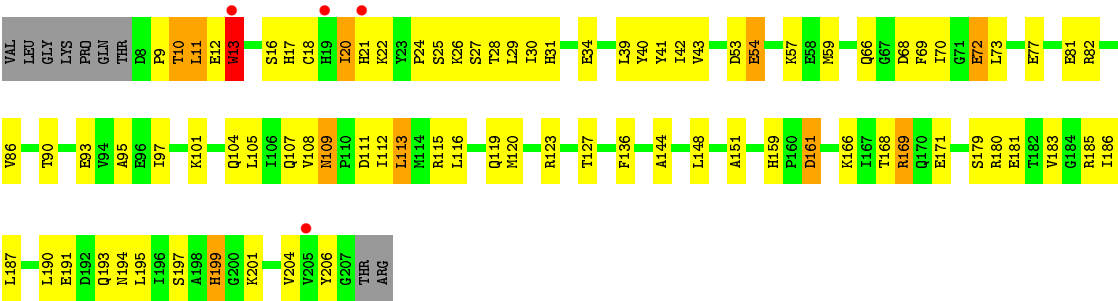 VAL LEU GLY LYS PRO GLN THR D8 P9 T10 L11 E12 W13 S16 H17 C18 H19 I20 H21 K22 Y23 P24 S25 K26 S27 T28 L29 I30 H31 E34 L39 Y40 Y41 I42 V43 D53 E54 K57 E58 M59 Q66 G67 D68 F69 I70 G71 E72 L73 E77 E81 R82
V86 T90 E93 V94 A95 E96 I97 K101 Q104 L105 I106 Q107 V108 N109 P110 D111 I112 L113 M114 R115 L116 Q119 M120 R123 T127 F136 A144 L148 A151 H159 P160 D161 K166 I167 T168 R169 Q170 E171 S179 R180 E181 T182 V183 G184 R185 I186
L187 L190 E191 D192 Q193 N194 L195 I196 S197 A198 H199 G200 K201 V204 V205 Y206 G207 THR ARG